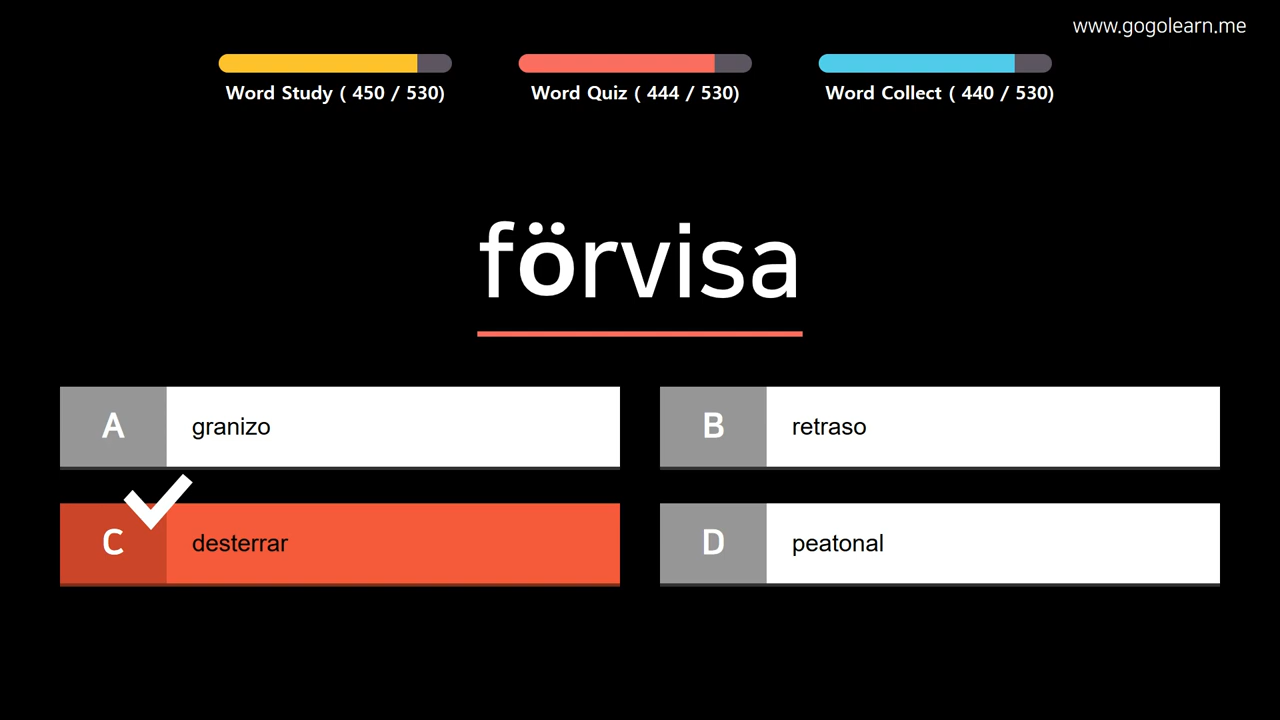 www.gogolearn.me
Word Study ( 450 / 530)
Word Quiz ( 444 / 530)
Word Collect ( 440 / 530)
förvisa
A granizo
B retraso
C desterrar
D peatonal